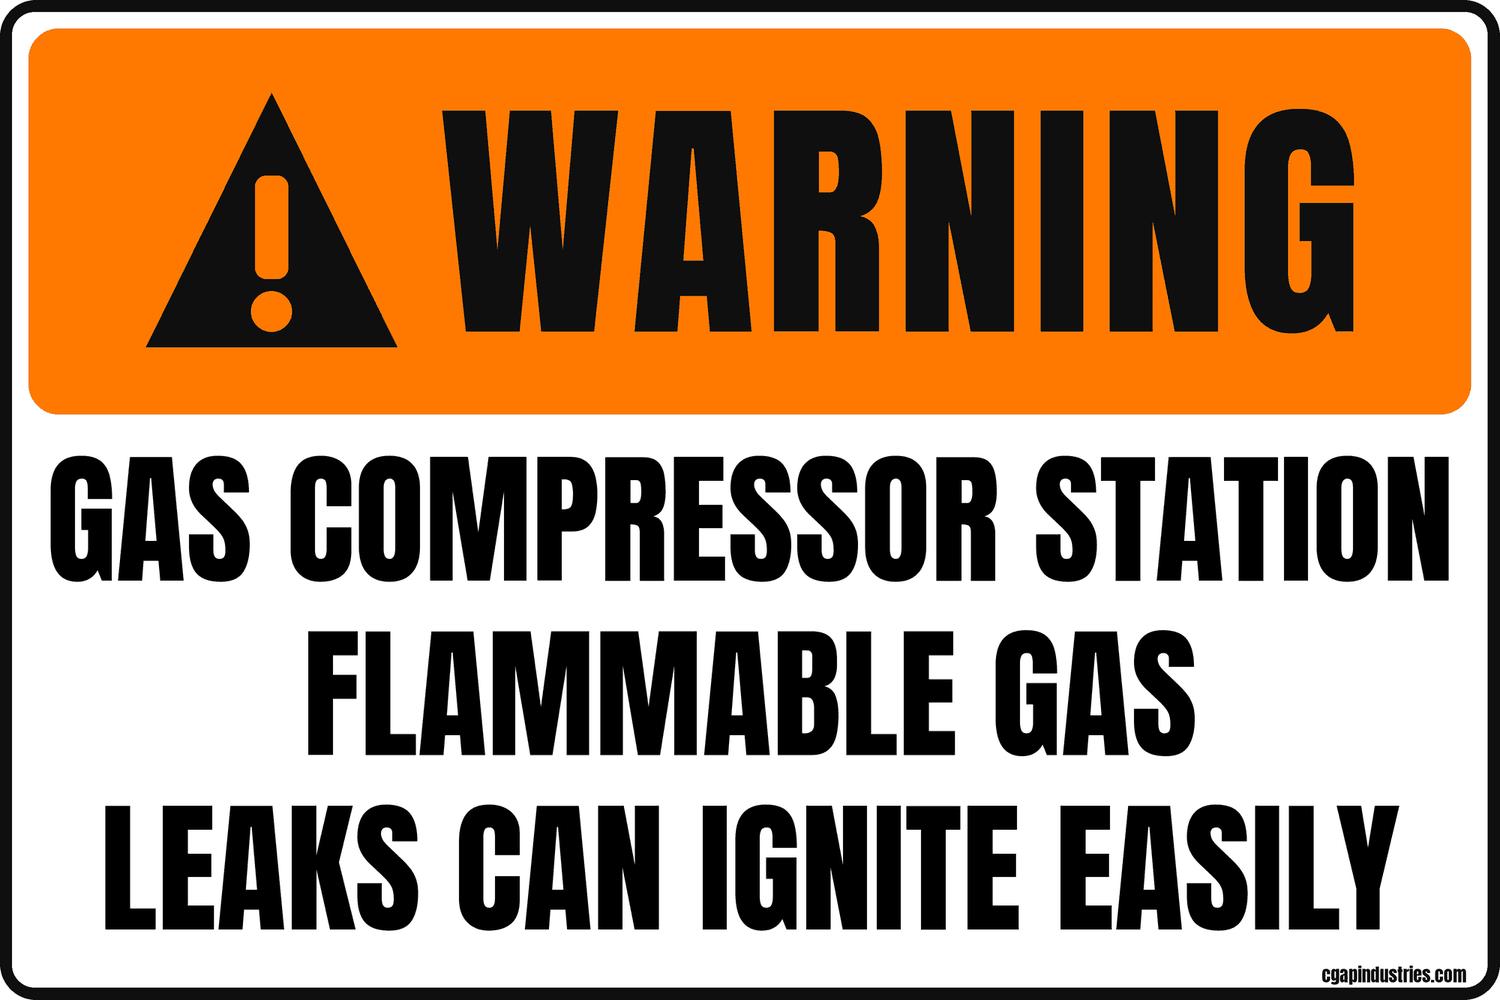 WARNING
GAS COMPRESSOR STATION
FLAMMABLE GAS
LEAKS CAN IGNITE EASILY
cgapindustries.com